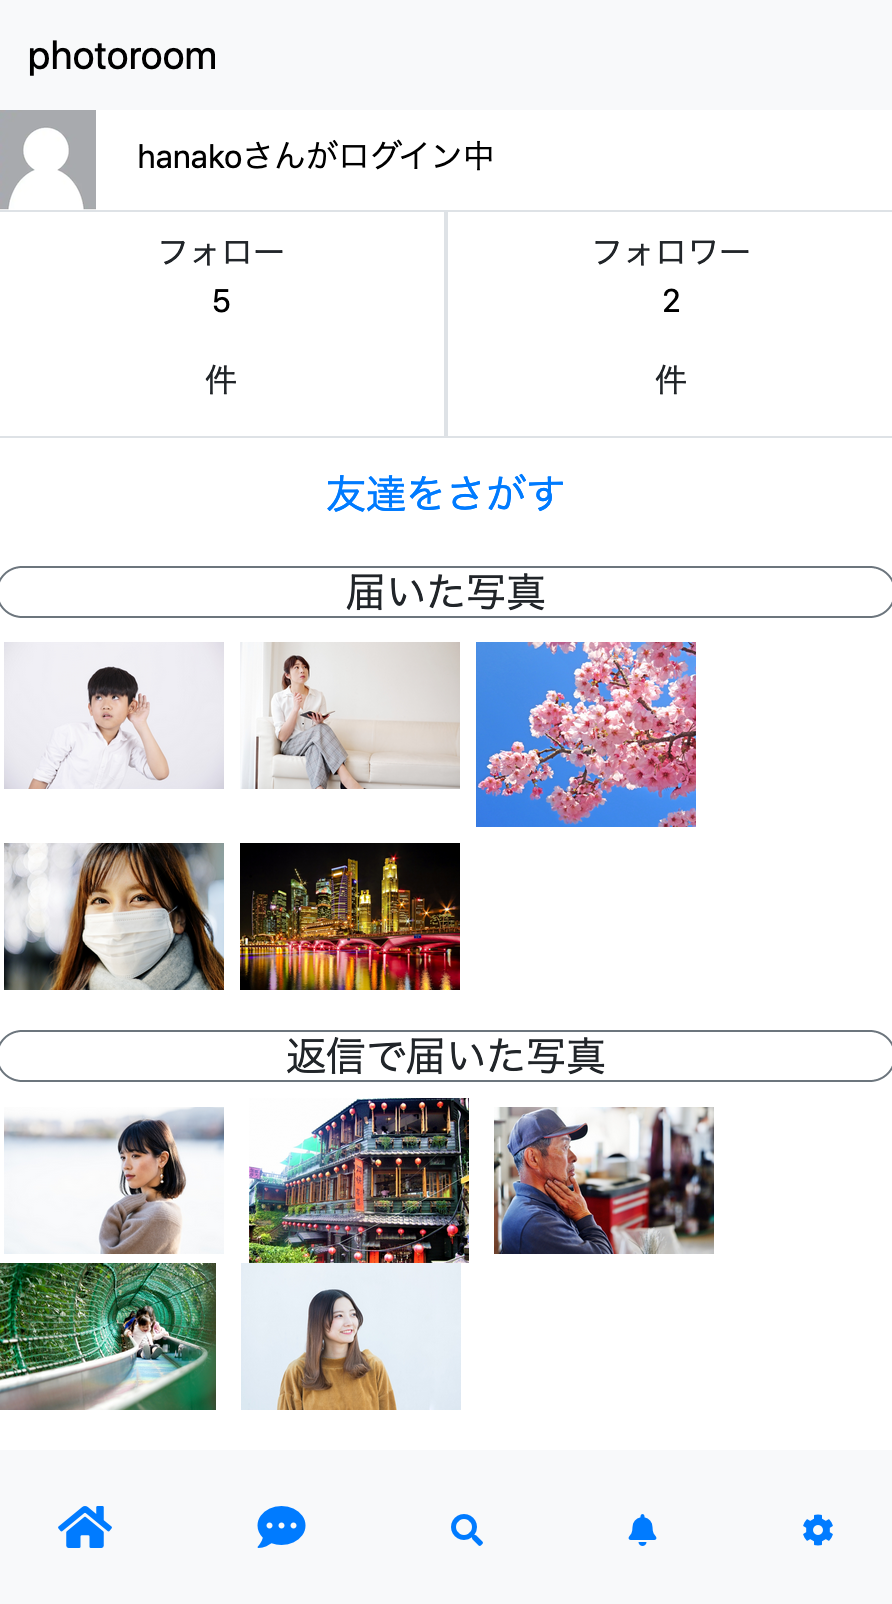 photoroom
hanakoさんがログイン中
フォロー
5
件
フォロワー
2
件
友達をさがす
届いた写真
返信で届いた写真